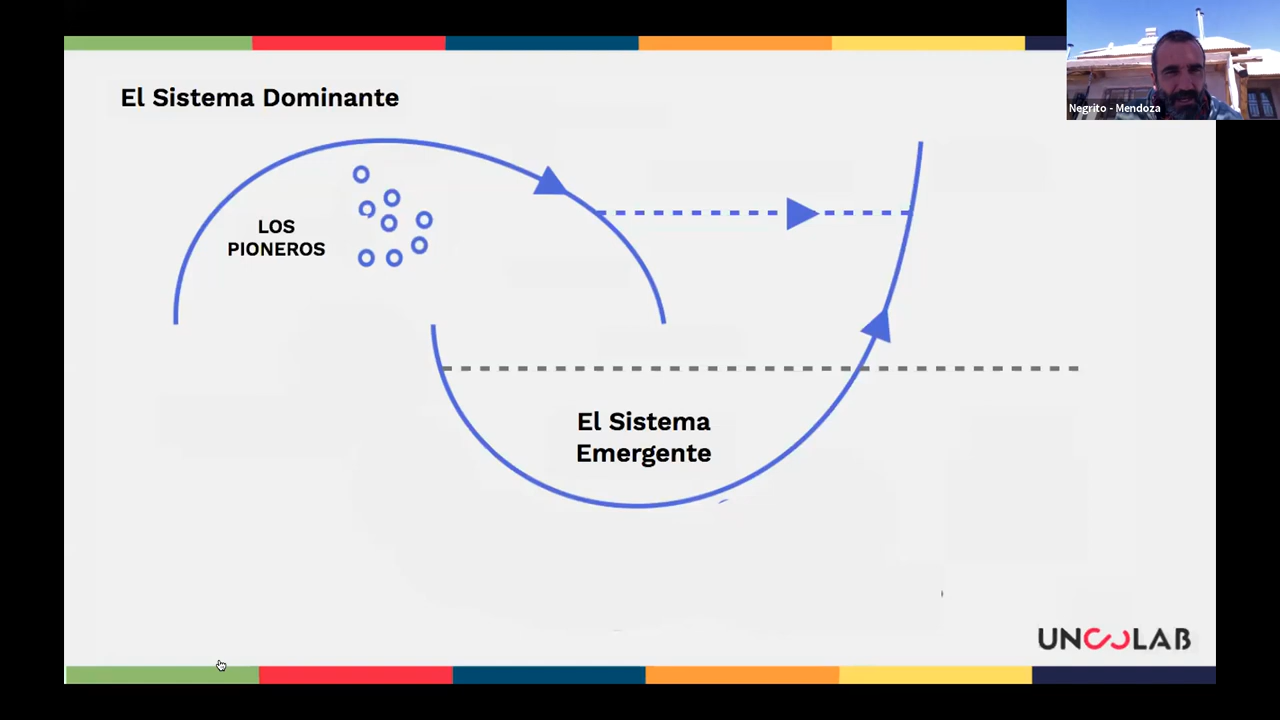 El Sistema Dominante
Negrito - Mendoza
LOS
PIONEROS
El Sistema
Emergente
UNCOLAB